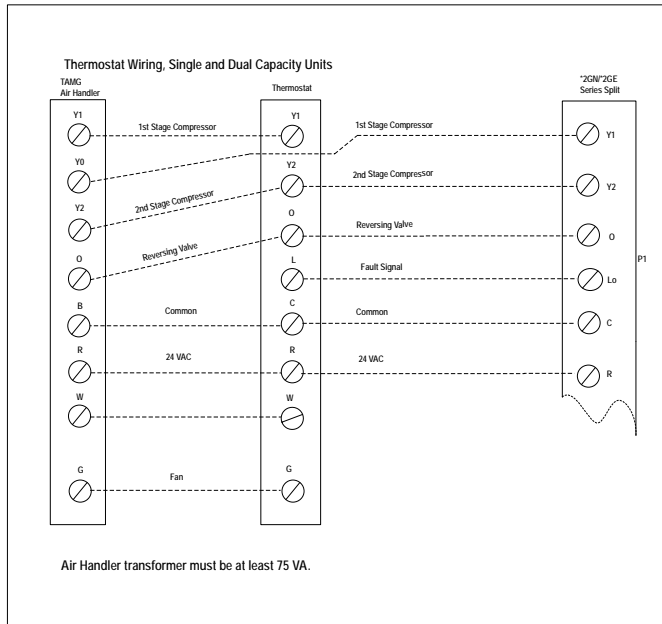 Thermostat Wiring, Single and Dual Capacity Units
TAMG
Air Handler
Thermostat
*2GN/*2GE
Series Split
Y1
1st Stage Compressor
Y1
1st Stage Compressor
Y1
Y0
Y2
2nd Stage Compressor
Y2
Y2
2nd Stage Compressor
O
Reversing Valve
O
O
Reversing Valve
L
Fault Signal
Lo
P1
B
Common
C
Common
C
R
24 VAC
R
24 VAC
R
W
W
G
Fan
G
Air Handler transformer must be at least 75 VA.